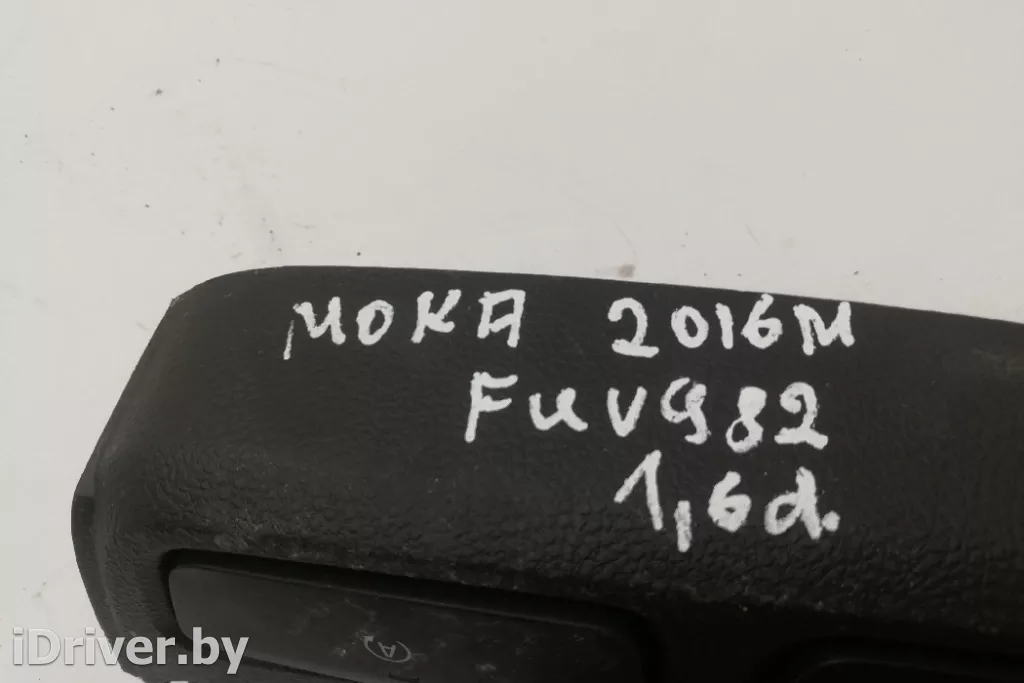 MOKA 2016M
FUV982
1,6d.
A
iDriver.by